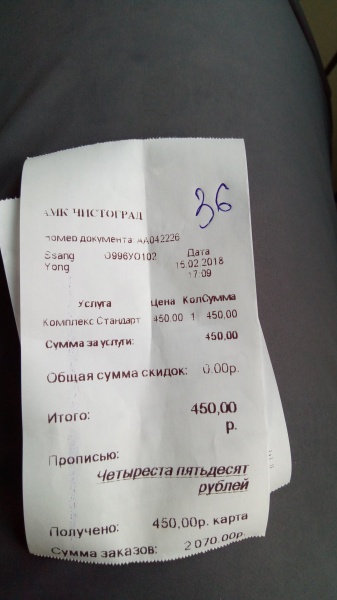 36
АМК ЧИСТОГРАД
Номер документа: АА042226
Ssang О996УО102 Дата
Yong 15.02.2018
17:09
Услуга Цена Кол Сумма
Комплекс Стандарт 450.00 1 450,00
Сумма за услуги: 450,00
Общая сумма скидок: 0.00р.
Итого: 450,00
р.
Прописью:
Четыреста пятьдесят
рублей
Получено: 450,00р. карта
Сумма заказов: 2 070.00р.